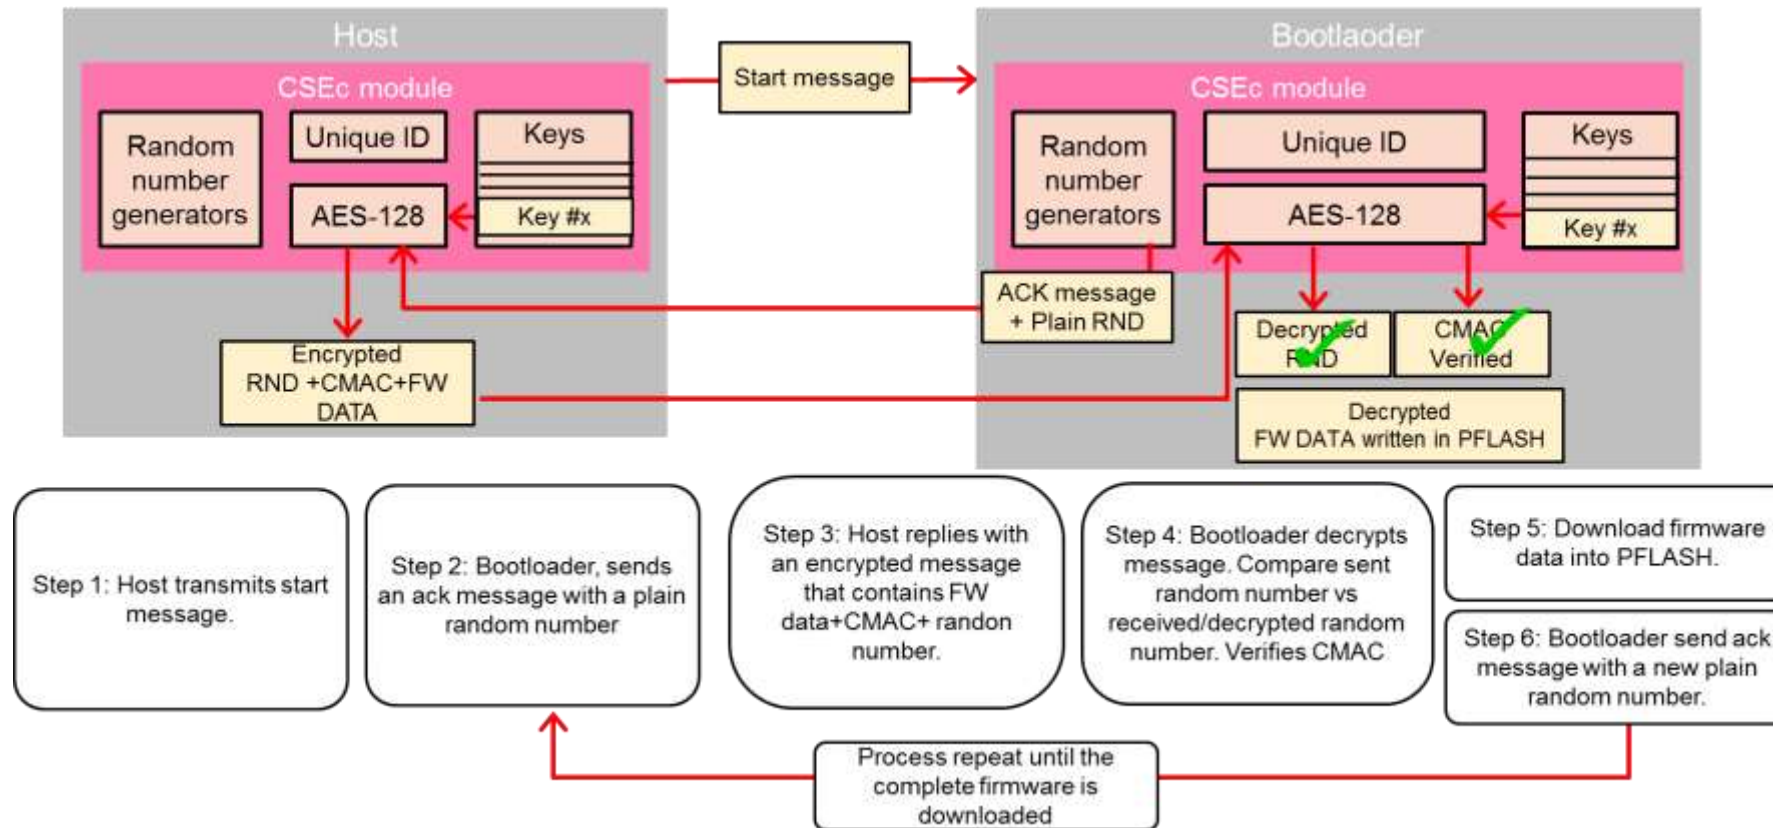 Host
CSEc module
Random
number
generators
Unique ID
AES-128
Keys
Key #x
Encrypted
RND +CMAC+FW
DATA
Start message
Bootlaoder
CSEc module
Random
number
generators
Unique ID
AES-128
Keys
Key #x
ACK message
+ Plain RND
Decrypted
RND
CMAC
Verified
Decrypted
FW DATA written in PFLASH
Step 1: Host transmits start
message.
Step 2: Bootloader, sends
an ack message with a plain
random number
Step 3: Host replies with
an encrypted message
that contains FW
data+CMAC+ randon
number.
Step 4: Bootloader decrypts
message. Compare sent
random number vs
received/decrypted random
number. Verifies CMAC
Step 5: Download firmware
data into PFLASH.
Step 6: Bootloader send ack
message with a new plain
random number.
Process repeat until the
complete firmware is
downloaded